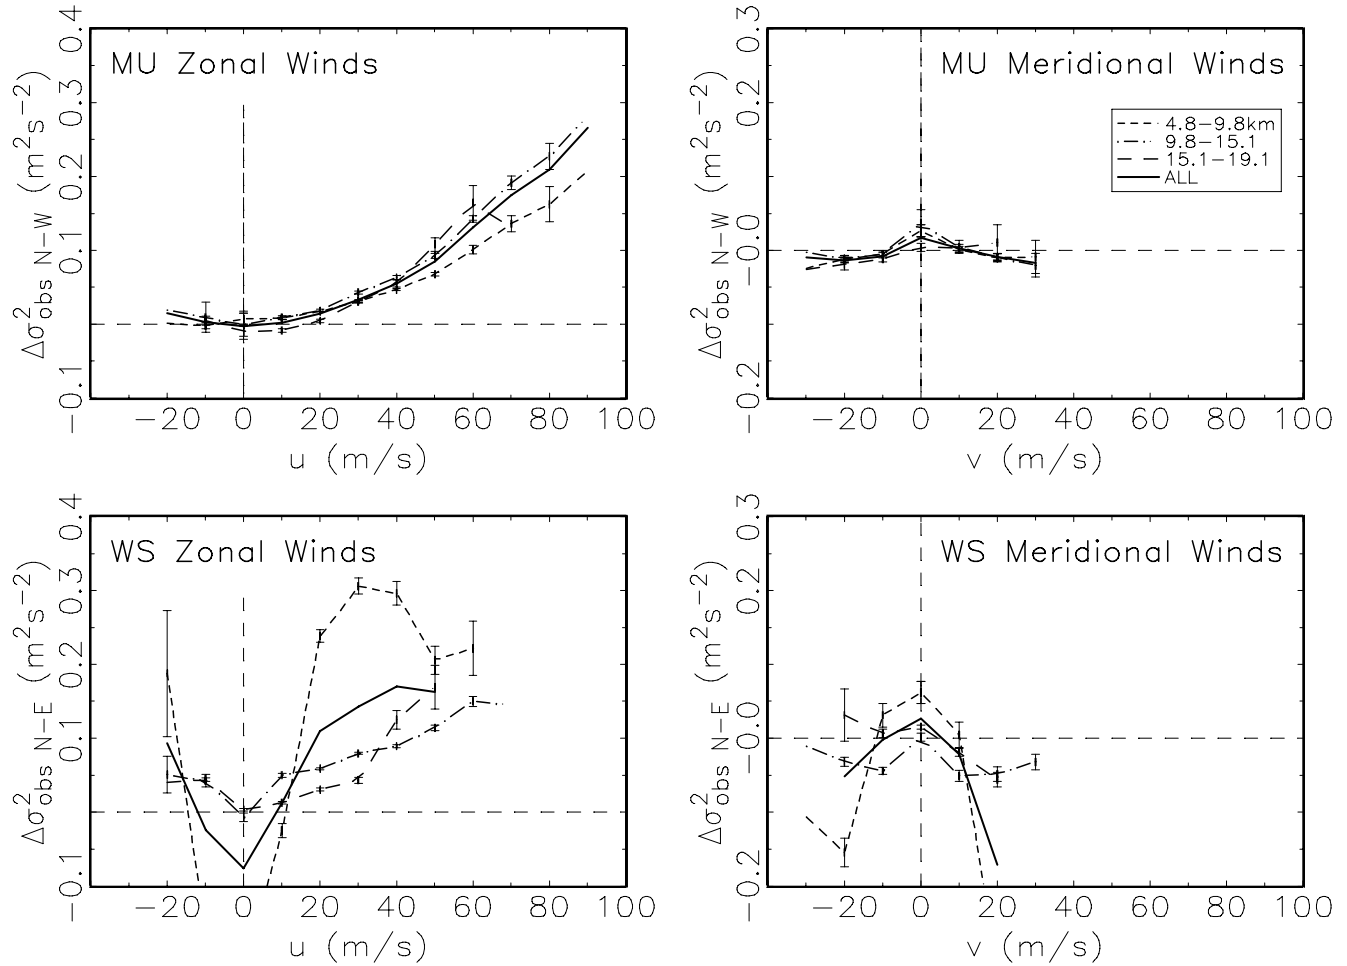 MU Zonal Winds
Δσ²obs N−W (m²s⁻²)
0.4
0.3
0.2
0.1
−0.1
−20 0 20 40 60 80 100
u (m/s)
MU Meridional Winds
4.8−9.8km
9.8−15.1
15.1−19.1
ALL
Δσ²obs N−W (m²s⁻²)
0.3
0.2
−0.0
−0.2
−20 0 20 40 60 80 100
v (m/s)
WS Zonal Winds
Δσ²obs N−E (m²s⁻²)
0.4
0.3
0.2
0.1
−0.1
−20 0 20 40 60 80 100
u (m/s)
WS Meridional Winds
Δσ²obs N−E (m²s⁻²)
0.3
0.2
−0.0
−0.2
−20 0 20 40 60 80 100
v (m/s)